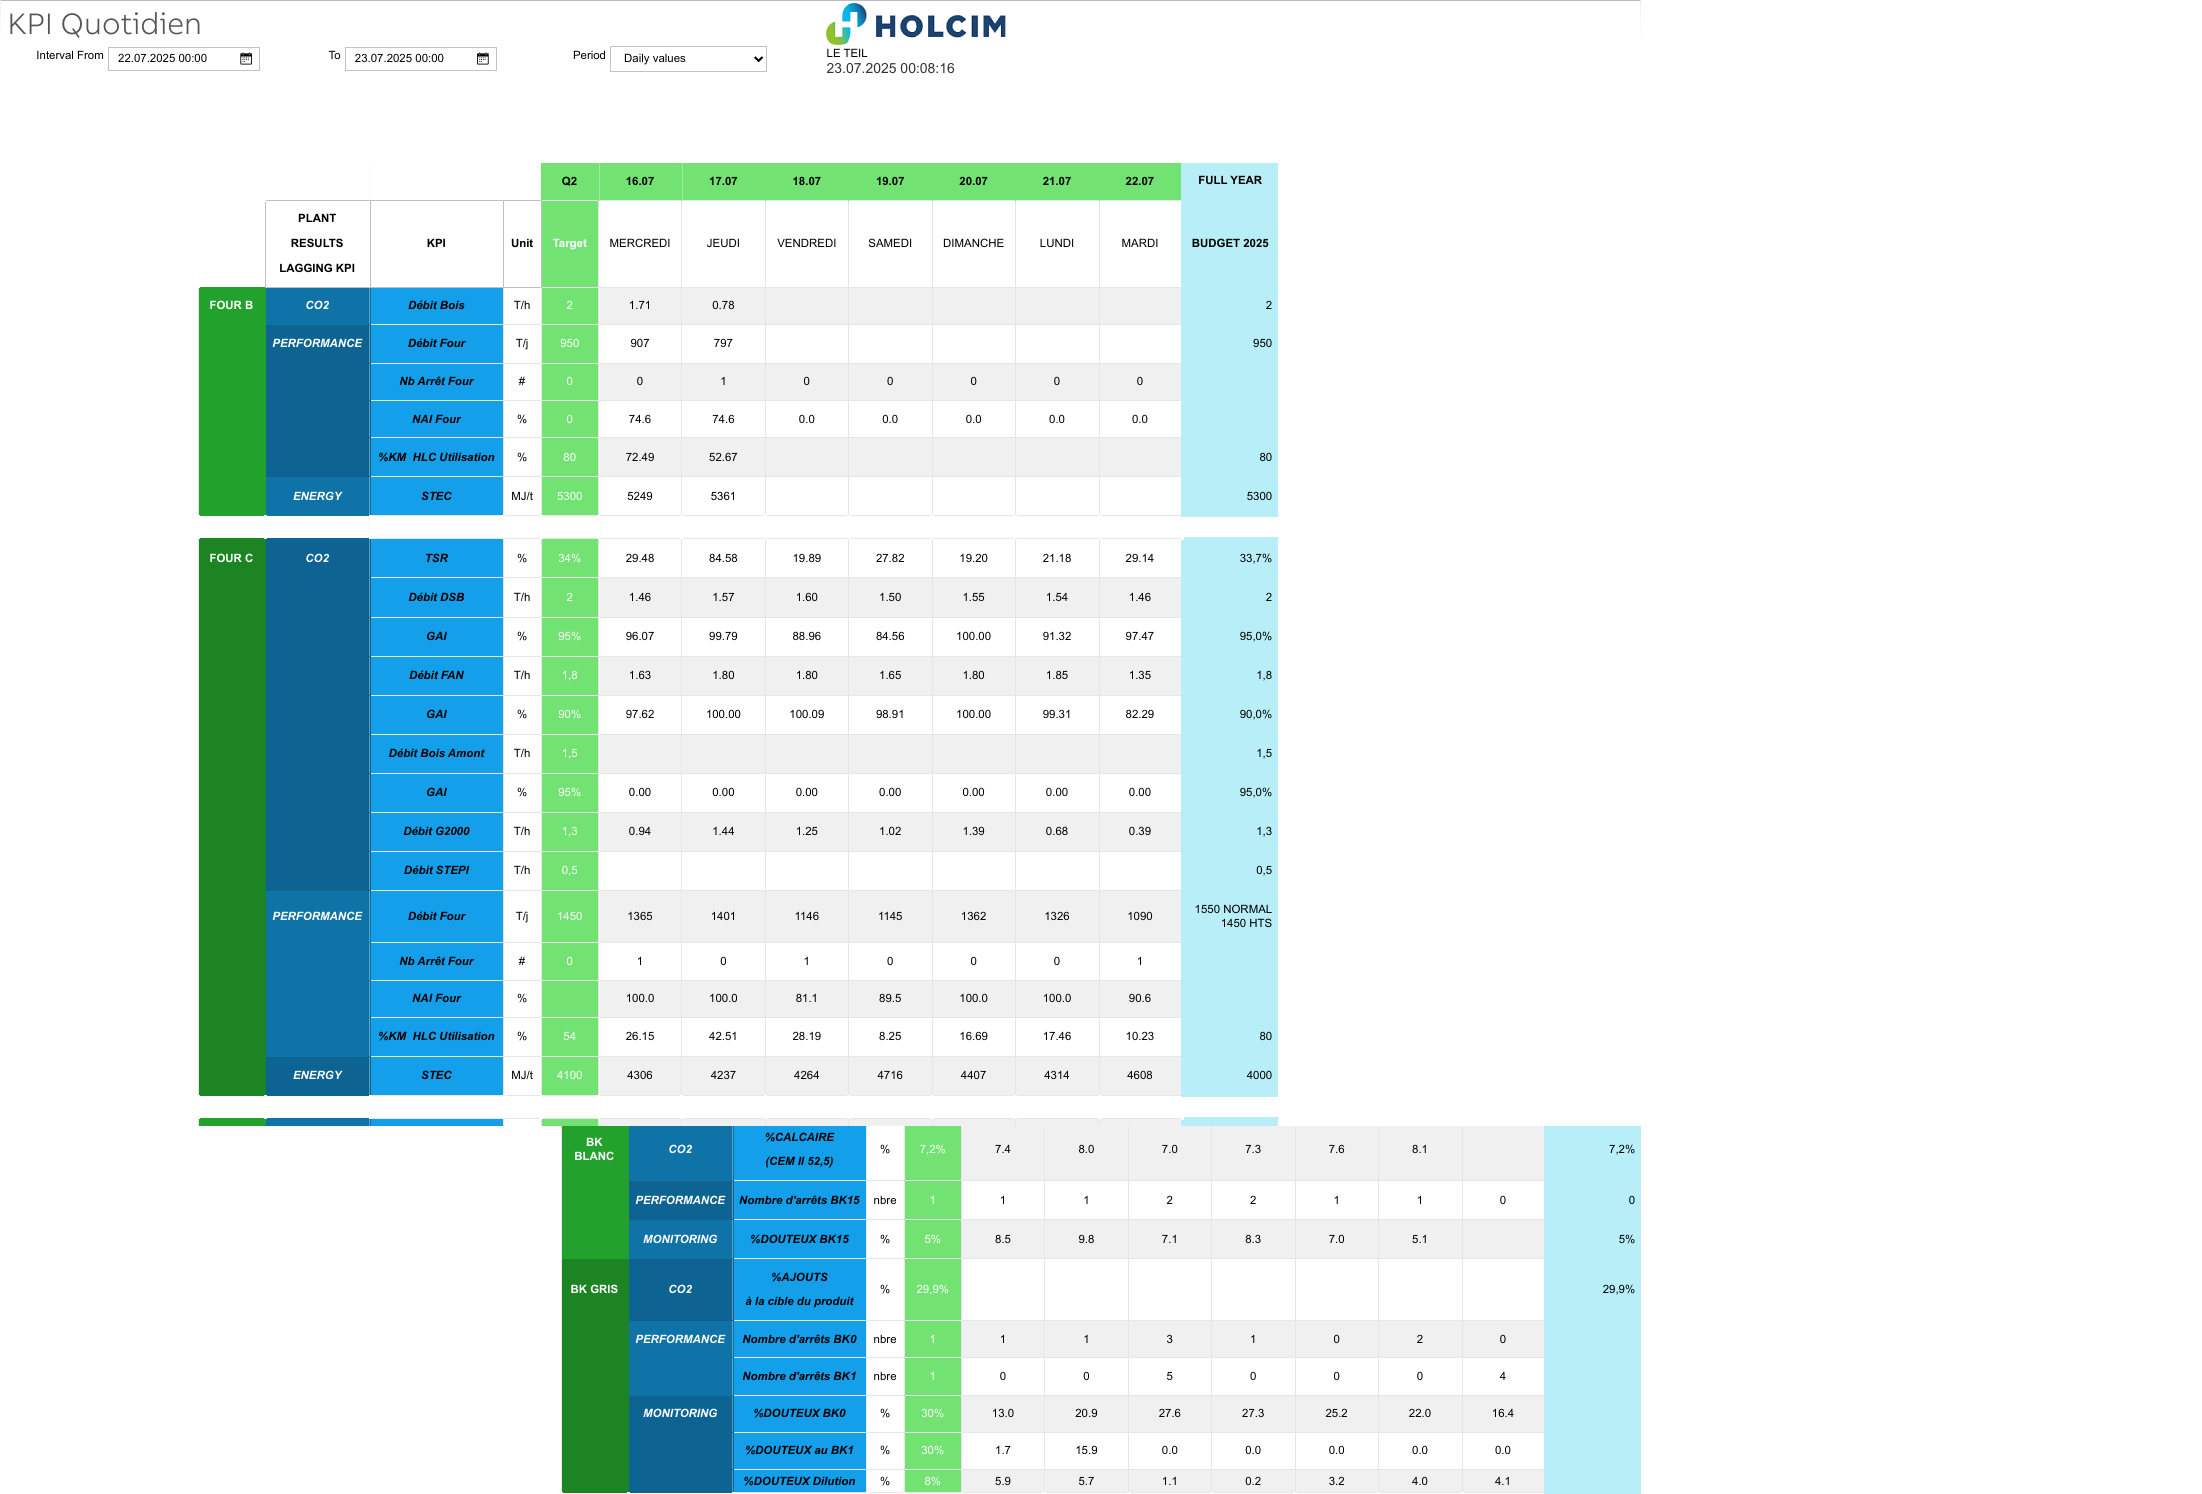 KPI Quotidien
HOLCIM
Interval From 22.07.2025 00:00 To 23.07.2025 00:00 Period Daily values
LE TEIL
23.07.2025 00:08:16
Q2 16.07 17.07 18.07 19.07 20.07 21.07 22.07 FULL YEAR
PLANT
RESULTS
LAGGING KPI
KPI Unit Target MERCREDI JEUDI VENDREDI SAMEDI DIMANCHE LUNDI MARDI BUDGET 2025
FOUR B CO2 Débit Bois T/h 2 1.71 0.78 2
PERFORMANCE Débit Four T/j 950 907 797 950
Nb Arrêt Four # 0 0 1 0 0 0 0 0
NAI Four % 0 74.6 74.6 0.0 0.0 0.0 0.0 0.0
%KM HLC Utilisation % 80 72.49 52.67 80
ENERGY STEC MJ/t 5300 5249 5361 5300
FOUR C CO2 TSR % 34% 29.48 84.58 19.89 27.82 19.20 21.18 29.14 33,7%
Débit DSB T/h 2 1.46 1.57 1.60 1.50 1.55 1.54 1.46 2
GAI % 95% 96.07 99.79 88.96 84.56 100.00 91.32 97.47 95,0%
Débit FAN T/h 1,8 1.63 1.80 1.80 1.65 1.80 1.85 1.35 1,8
GAI % 90% 97.62 100.00 100.09 98.91 100.00 99.31 82.29 90,0%
Débit Bois Amont T/h 1,5 1,5
GAI % 95% 0.00 0.00 0.00 0.00 0.00 0.00 0.00 95,0%
Débit G2000 T/h 1,3 0.94 1.44 1.25 1.02 1.39 0.68 0.39 1,3
Débit STEPI T/h 0,5 0,5
PERFORMANCE Débit Four T/j 1450 1365 1401 1146 1145 1362 1326 1090 1550 NORMAL
1450 HTS
Nb Arrêt Four # 0 1 0 1 0 0 0 1
NAI Four % 100.0 100.0 81.1 89.5 100.0 100.0 90.6
%KM HLC Utilisation % 54 26.15 42.51 28.19 8.25 16.69 17.46 10.23 80
ENERGY STEC MJ/t 4100 4306 4237 4264 4716 4407 4314 4608 4000
BK
BLANC
CO2 %CALCAIRE
(CEM II 52,5)
% 7,2% 7.4 8.0 7.0 7.3 7.6 8.1 7,2%
PERFORMANCE Nombre d'arrêts BK15 nbre 1 1 1 2 2 1 1 0 0
MONITORING %DOUTEUX BK15 % 5% 8.5 9.8 7.1 8.3 7.0 5.1 5%
BK GRIS CO2 %AJOUTS
à la cible du produit
% 29,9% 29,9%
PERFORMANCE Nombre d'arrêts BK0 nbre 1 1 1 3 1 0 2 0
Nombre d'arrêts BK1 nbre 1 0 0 5 0 0 0 4
MONITORING %DOUTEUX BK0 % 30% 13.0 20.9 27.6 27.3 25.2 22.0 16.4
%DOUTEUX au BK1 % 30% 1.7 15.9 0.0 0.0 0.0 0.0 0.0
%DOUTEUX Dilution % 8% 5.9 5.7 1.1 0.2 3.2 4.0 4.1